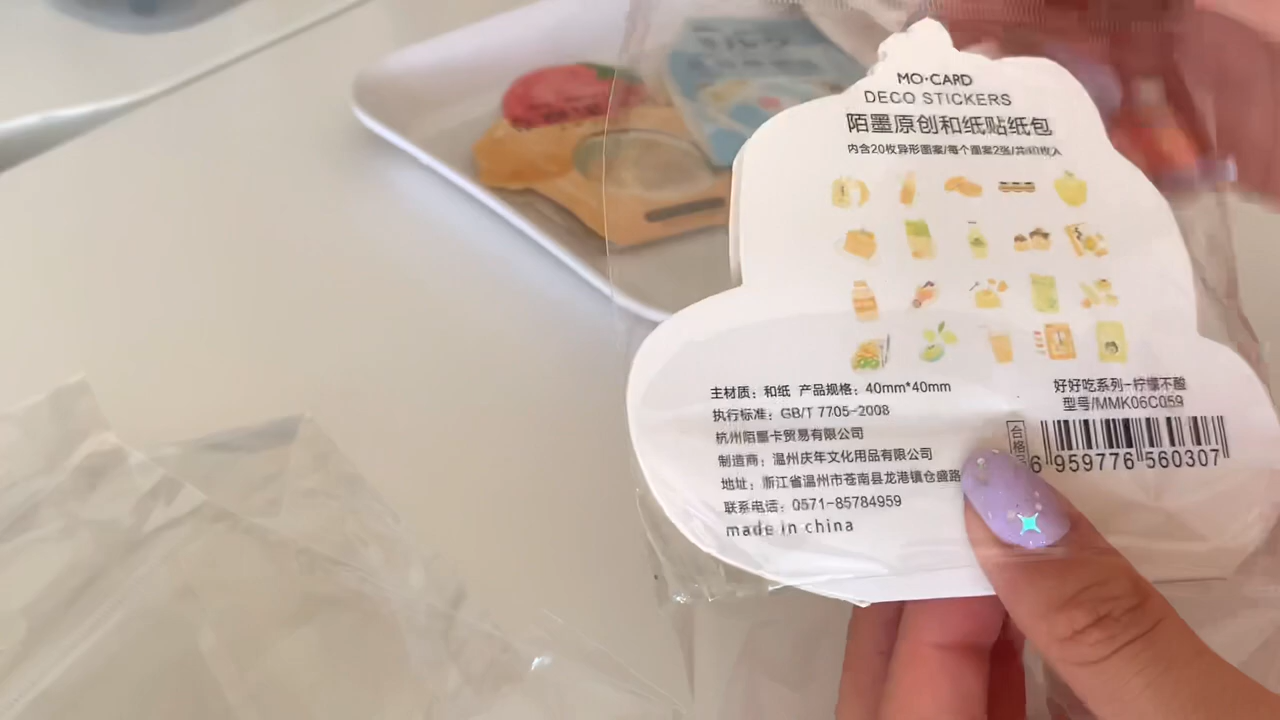 MO·CARD
DECO STICKERS
陌墨原创和纸贴纸包
内含20枚异形图案/每个图案2张/共40枚入
主材质：和纸 产品规格：40mm*40mm
执行标准：GB/T 7705-2008
杭州陌墨卡贸易有限公司
制造商：温州庆年文化用品有限公司
地址：浙江省温州市苍南县龙港镇仓盛路
联系电话：0571-85784959
made in china
好好吃系列-柠檬不酸
型号/MMK06C059
合格
6 959776 560307